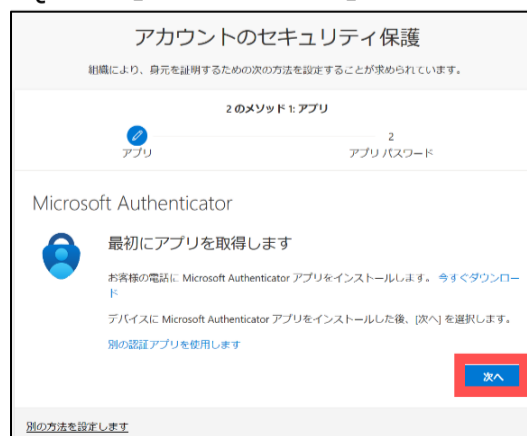 アカウントのセキュリティ保護
組織により、身元を証明するための次の方法を設定することが求められています。
2 のメソッド 1: アプリ
2
アプリ
アプリ パスワード
Microsoft Authenticator
最初にアプリを取得します
お客様の電話に Microsoft Authenticator アプリをインストールします。 今すぐダウンロー
ド
デバイスに Microsoft Authenticator アプリをインストールした後、[次へ] を選択します。
別の認証アプリを使用します
次へ
別の方法を設定します